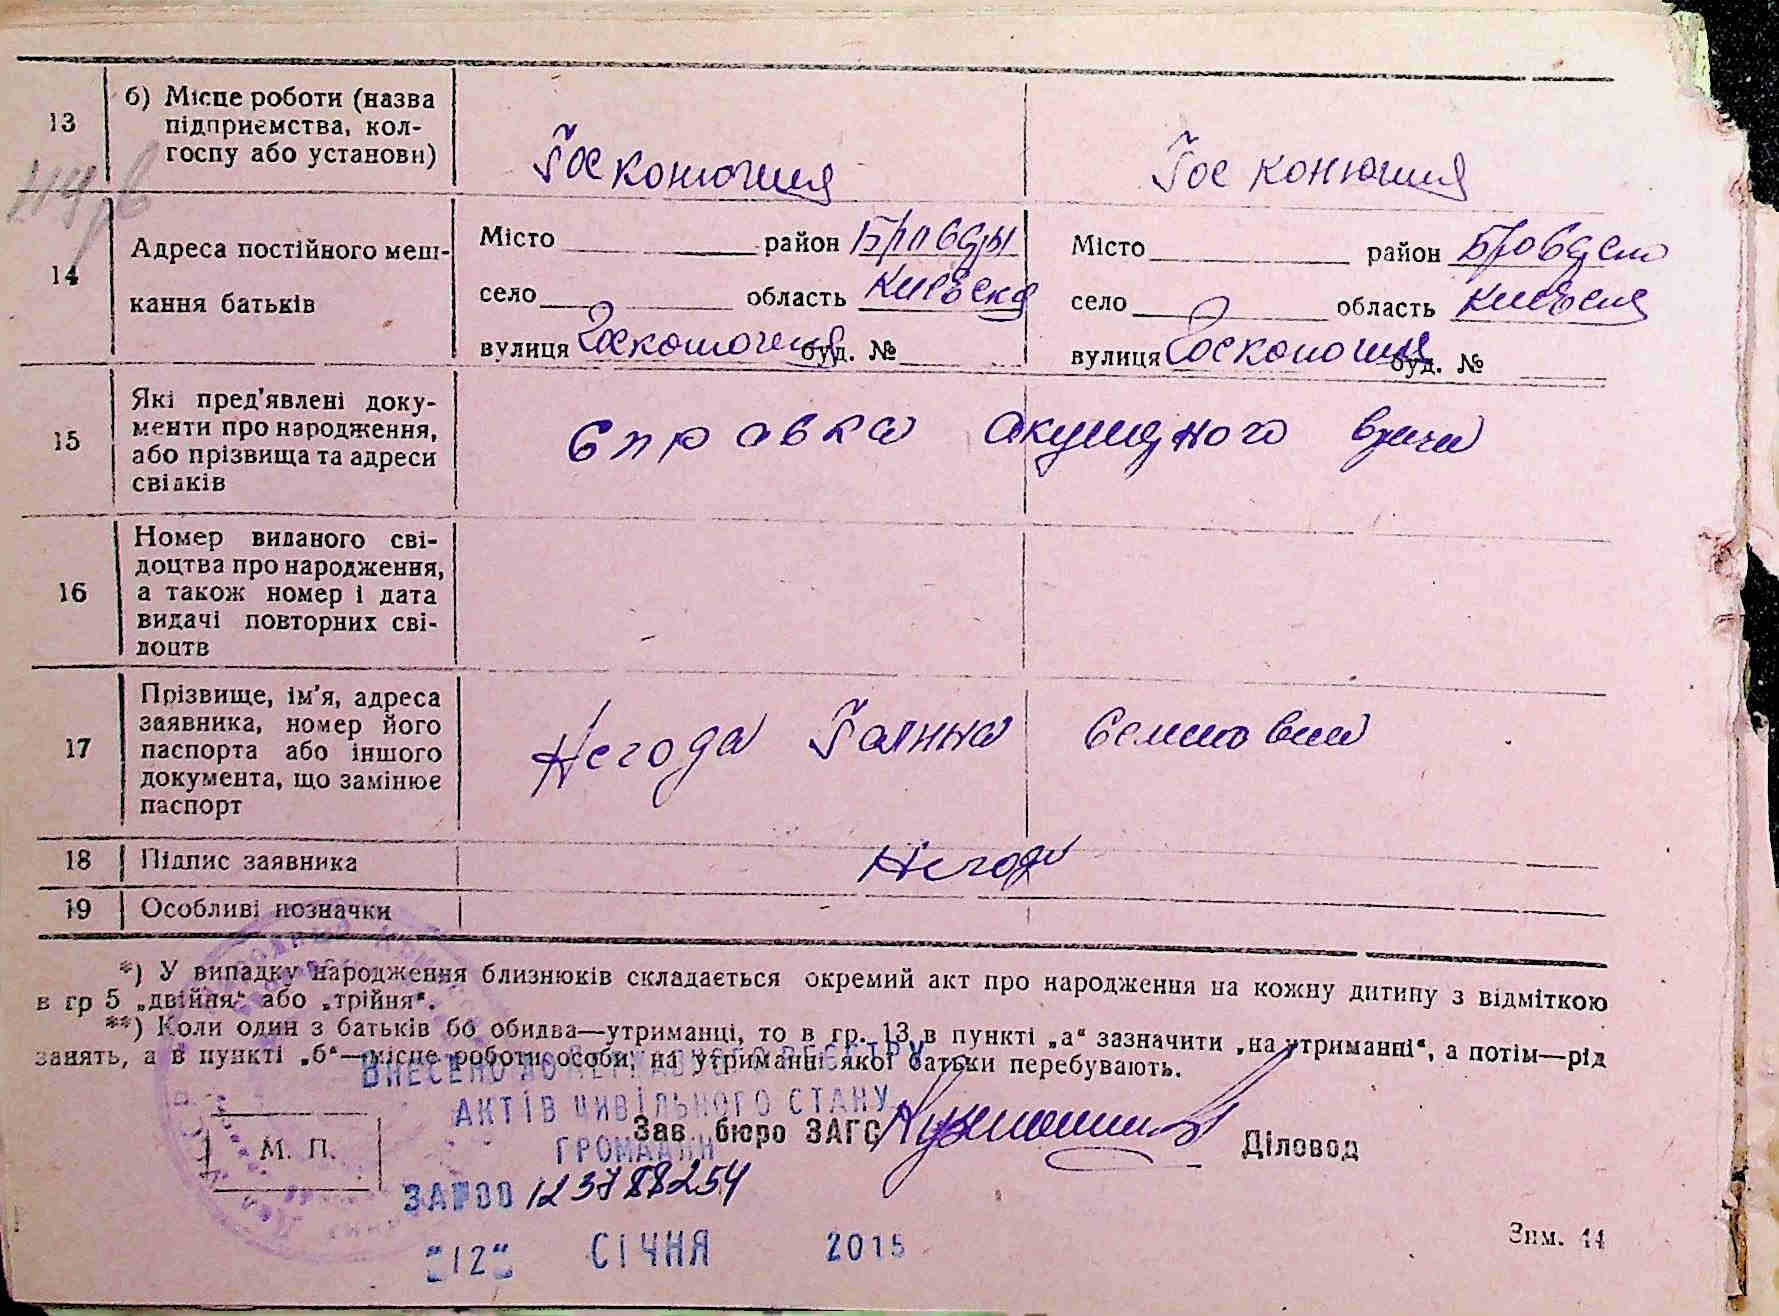 13
б) Місце роботи (назва
підприємства, кол-
госпу або установи)
Госконюшня
Гос конюшня
14
Адреса постійного меш-
кання батьків
Місто район Бровары
село область Киевска
вулиця Госконюшня буд. №
Місто район
село область
вулиця Госконюшня буд. №
15
Які пред'явлені доку-
менти про народження,
або прізвища та адреси
свідків
Справка врача
16
Номер виданого сві-
доцтва про народження,
а також номер і дата
видачі повторних сві-
доцтв
17
Прізвище, ім'я, адреса
заявника, номер його
паспорта або іншого
документа, що замінює
паспорт
Негода Ганна
18 Підпис заявника
Негода
19 Особливі позначки
*) У випадку народження близнюків складається окремий акт про народження на кожну дитину з відміткою
в гр 5 „двійня“ або „трійня“.
**) Коли один з батьків бо обидва—утриманці, то в гр. 13 в пункті „а“ зазначити „на утриманні“, а потім—рід
занять, а в пункті „б“—місце роботи особи, на утриманні якої батьки перебувають.
ВНЕСЕНО ДО ДЕРЖАВНОГО РЕЄСТРУ
АКТІВ ЦИВІЛЬНОГО СТАНУ
ГРОМАДЯН
М. П.
Зав. бюро ЗАГС
Діловод
ЗА №00 123788254
"12" СІЧНЯ 2015
Зим. 44